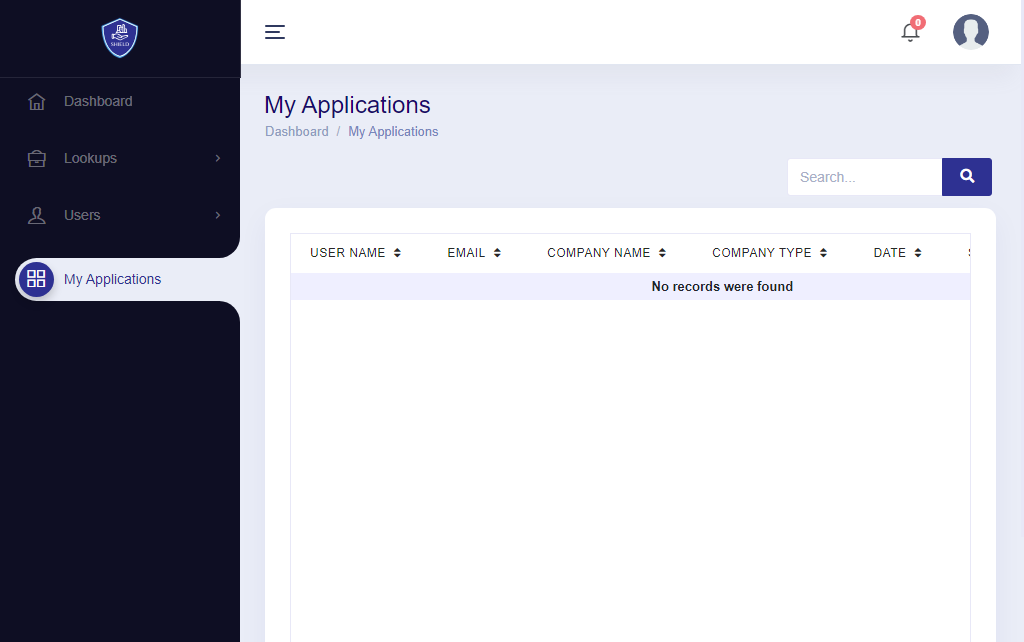 SHIELD
0
Dashboard
Lookups
Users
My Applications
My Applications
Dashboard / My Applications
Search...
USER NAME EMAIL COMPANY NAME COMPANY TYPE DATE
No records were found